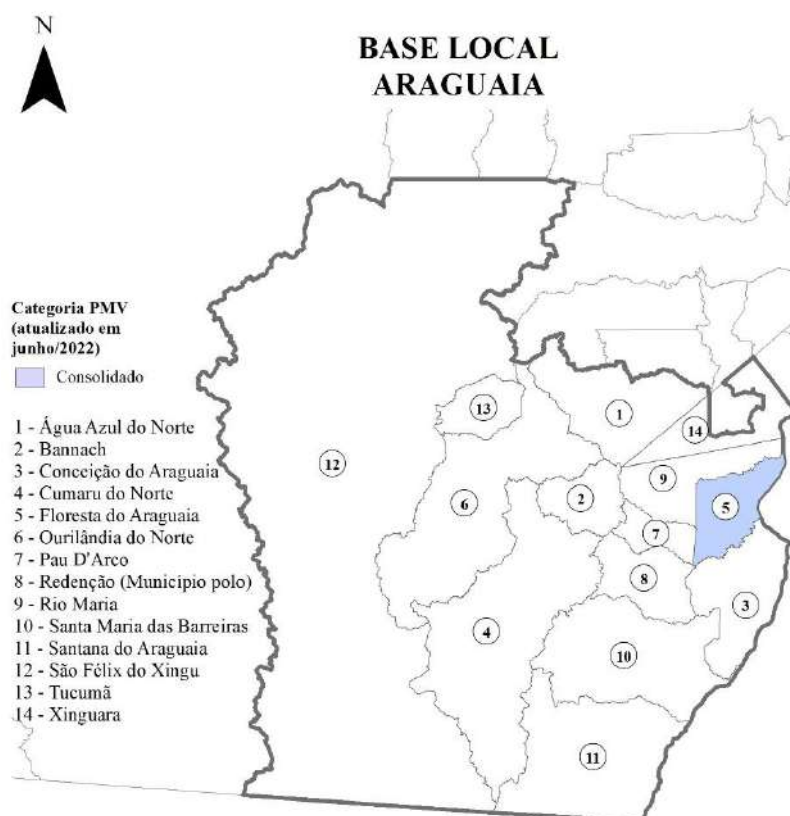 N
BASE LOCAL
ARAGUAIA
Categoria PMV
(atualizado em
junho/2022)
Consolidado
1 - Água Azul do Norte
2 - Bannach
3 - Conceição do Araguaia
4 - Cumaru do Norte
5 - Floresta do Araguaia
6 - Ourilândia do Norte
7 - Pau D'Arco
8 - Redenção (Município polo)
9 - Rio Maria
10 - Santa Maria das Barreiras
11 - Santana do Araguaia
12 - São Félix do Xingu
13 - Tucumã
14 - Xinguara
13
1
14
12
9
6
2
5
7
8
3
4
10
11